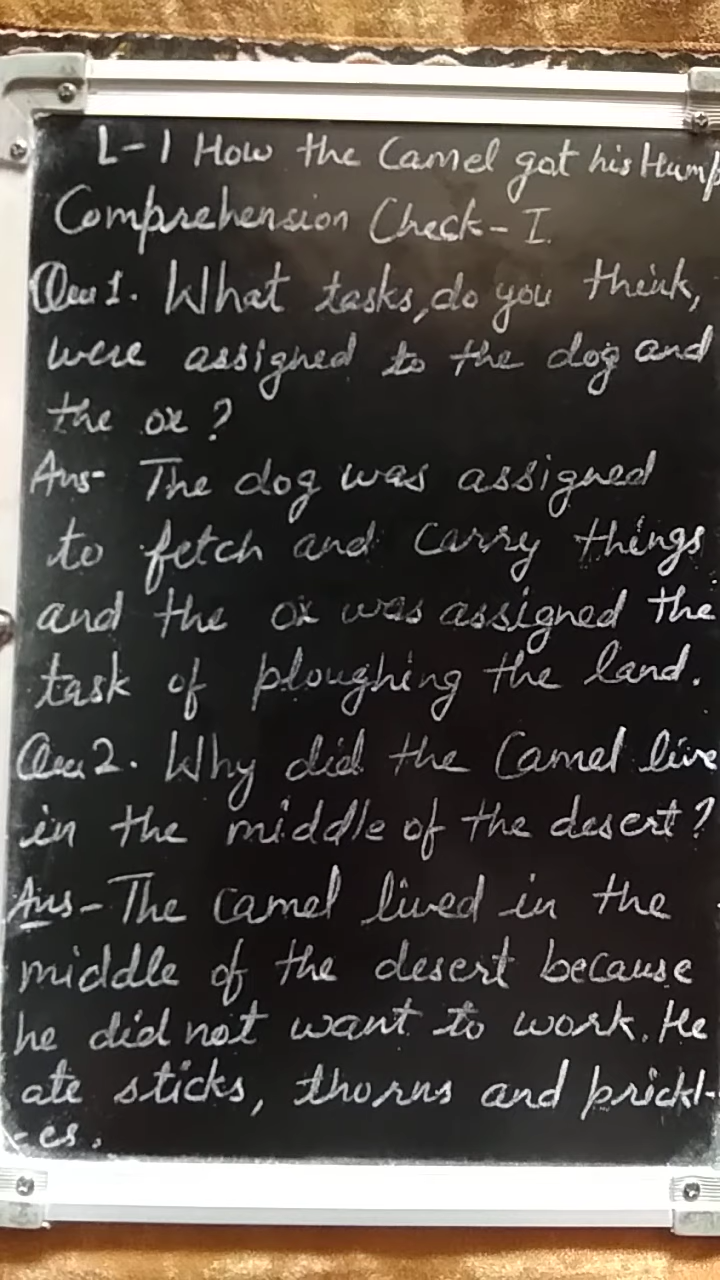 L-1 How the Camel got his Hump
Comprehension Check-I.
Que 1. What tasks, do you think,
were assigned to the dog and
the ox?
Ans- The dog was assigned
to fetch and carry things
and the ox was assigned the
task of ploughing the land.
Que 2. Why did the Camel live
in the middle of the desert?
Ans- The Camel lived in the
middle of the desert because
he did not want to work. He
ate sticks, thorns and prickl-
-es.